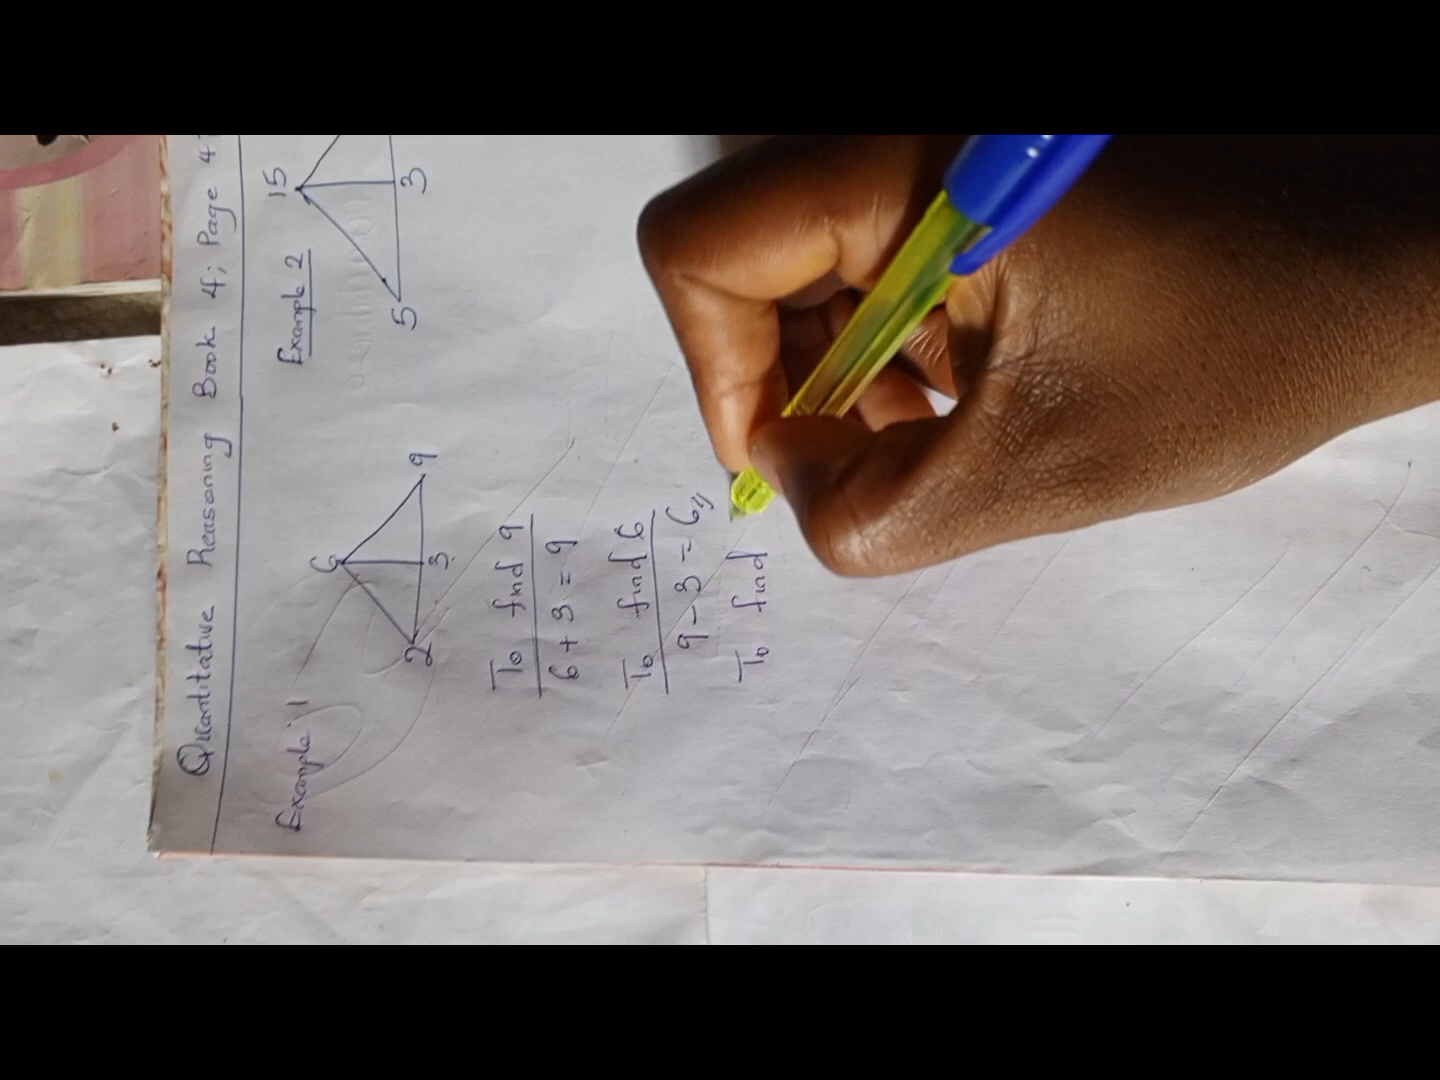 Quantitative Reasoning Book 4; Page 4
Example 1
6
2 3 9
To find 9
6 + 3 = 9
To find 6
9 - 3 = 6
To find
Example 2
15
5 3